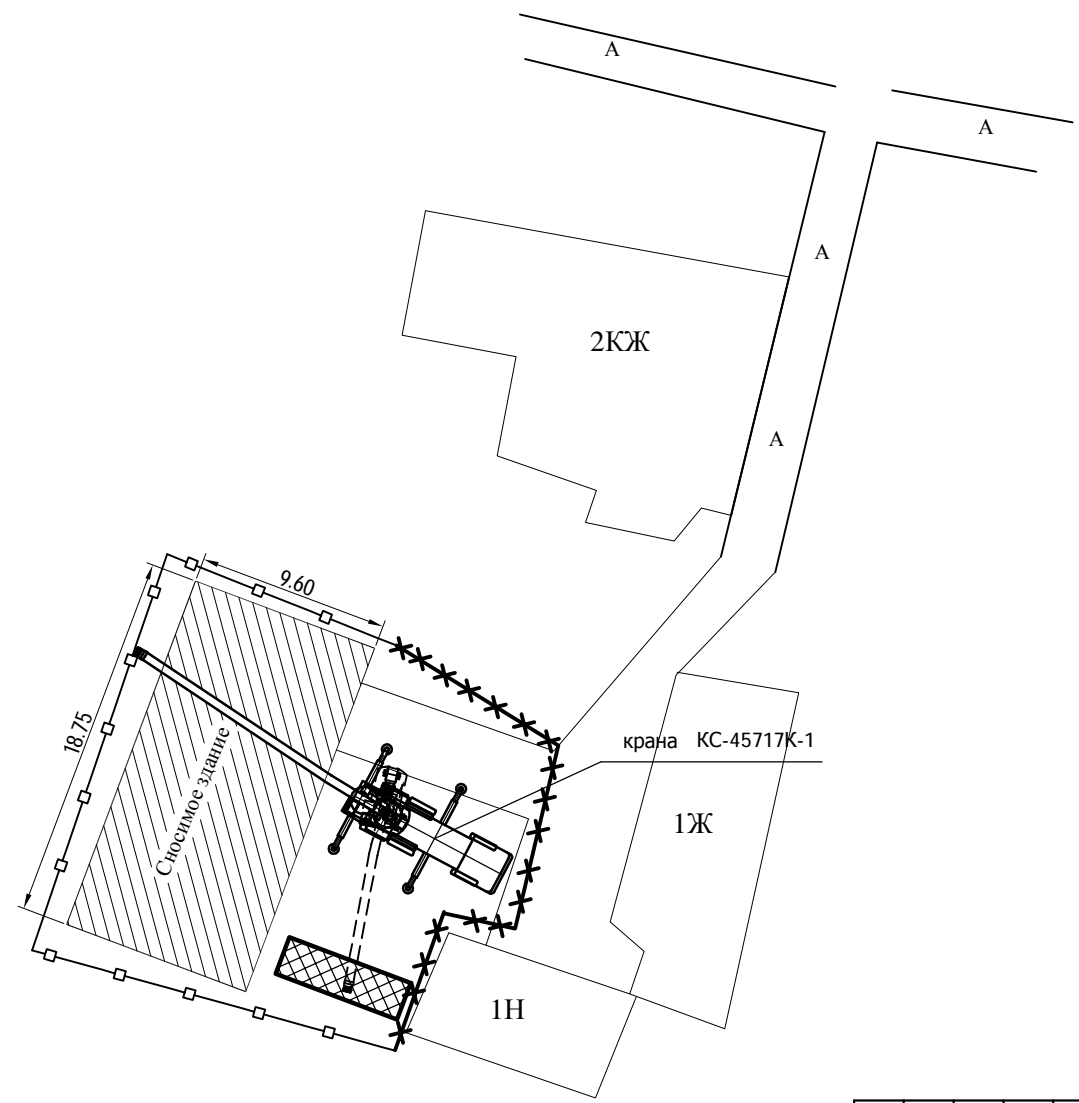 А
А
А
2КЖ
А
9.60
18.75
Сносимое здание
крана КС-45717К-1
1Ж
1Н